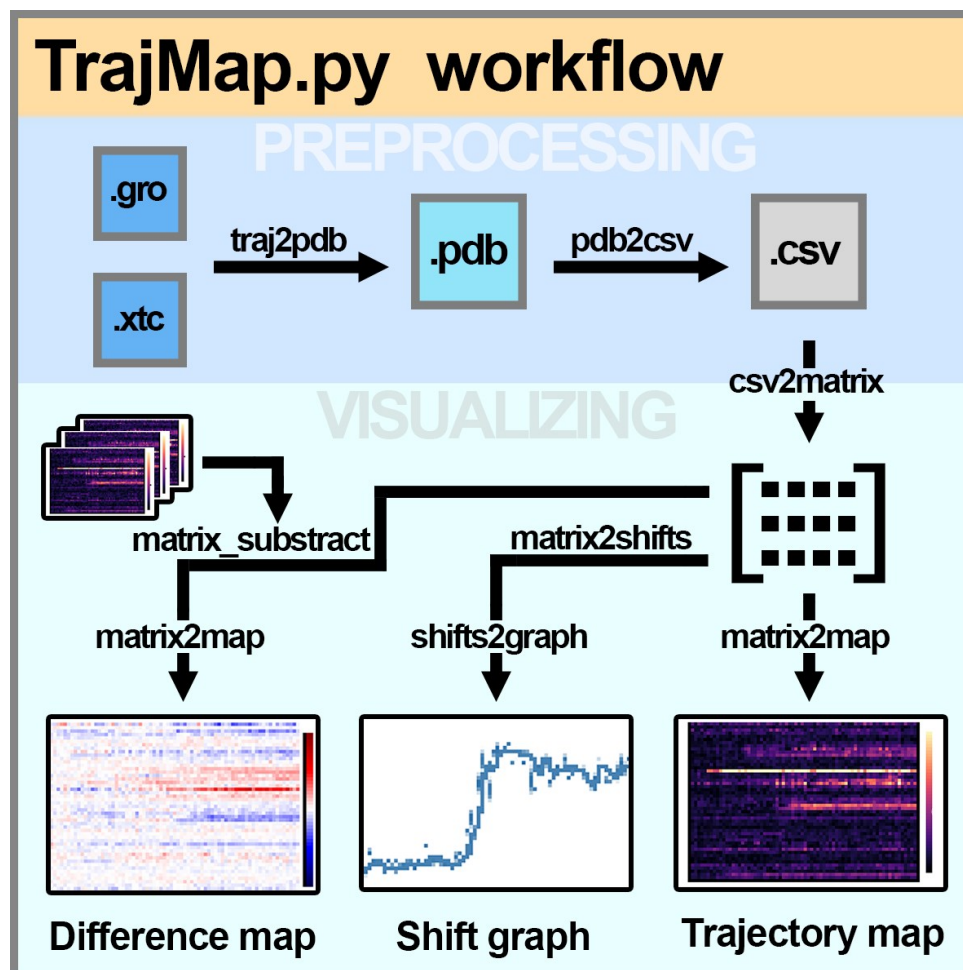 TrajMap.py workflow
PREPROCESSING
.gro
traj2pdb
.pdb
pdb2csv
.csv
.xtc
csv2matrix
VISUALIZING
matrix_substract
matrix2shifts
matrix2map
shifts2graph
matrix2map
Difference map
Shift graph
Trajectory map